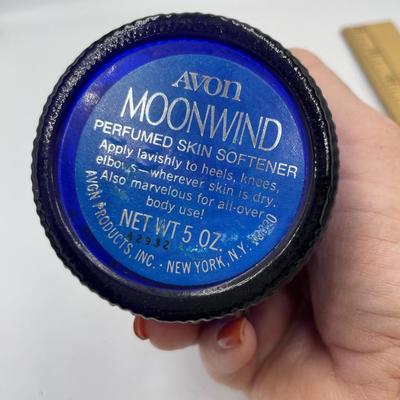 AVON
MOONWIND
PERFUMED SKIN SOFTENER
Apply lavishly to heels, knees,
elbows—wherever skin is dry.
Also marvelous for all-over
body use!
NET WT 5 OZ.
AVON PRODUCTS, INC. - NEW YORK, N.Y.